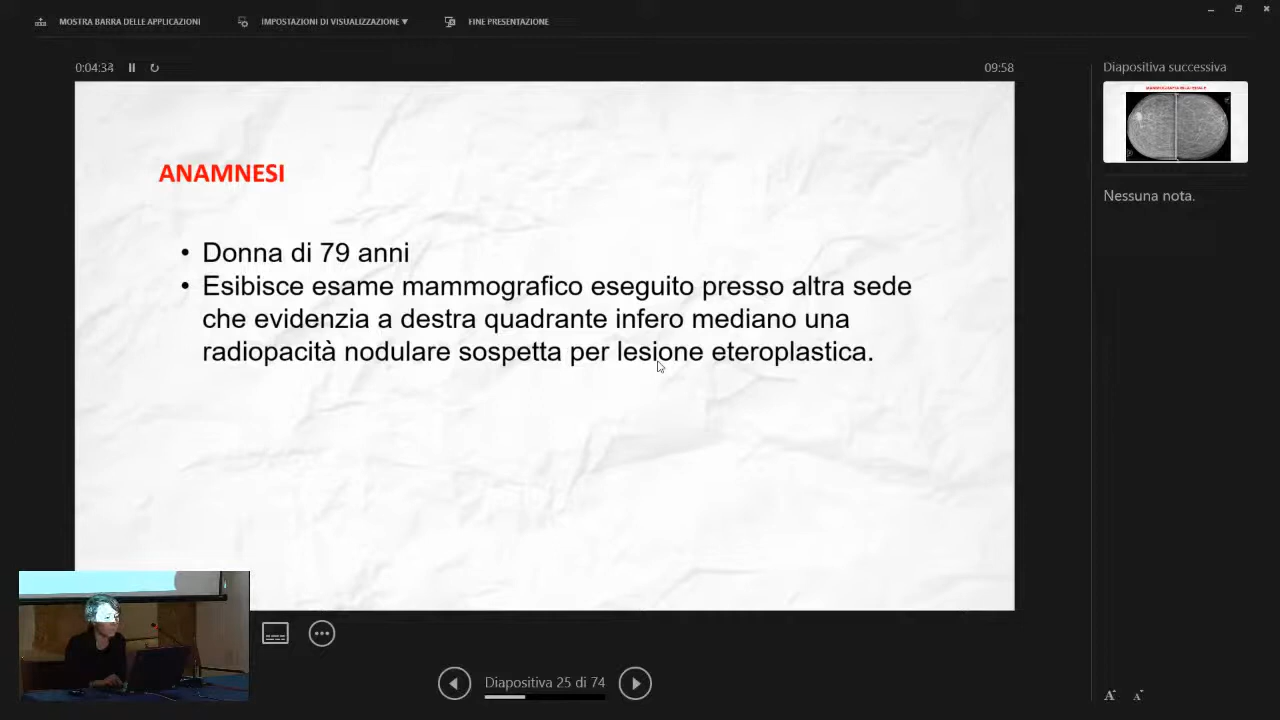 MOSTRA BARRA DELLE APPLICAZIONI
IMPOSTAZIONI DI VISUALIZZAZIONE ▼
FINE PRESENTAZIONE
0:04:34
09:58
ANAMNESI
• Donna di 79 anni
• Esibisce esame mammografico eseguito presso altra sede
che evidenzia a destra quadrante infero mediano una
radiopacità nodulare sospetta per lesione eteroplastica.
Diapositiva successiva
Nessuna nota.
Diapositiva 25 di 74
A A